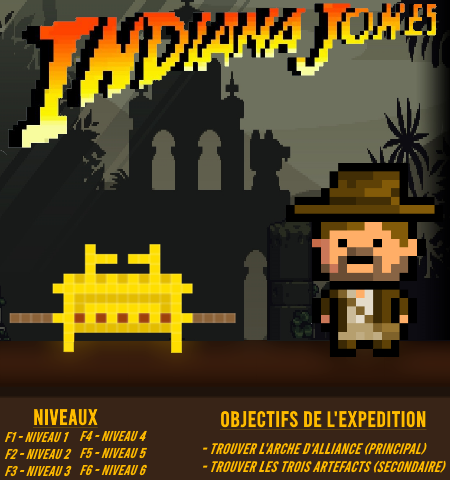 INDIANA JONES
NIVEAUX
F1 - NIVEAU 1 F4 - NIVEAU 4
F2 - NIVEAU 2 F5 - NIVEAU 5
F3 - NIVEAU 3 F6 - NIVEAU 6
OBJECTIFS DE L'EXPEDITION
- TROUVER L'ARCHE D'ALLIANCE (PRINCIPAL)
- TROUVER LES TROIS ARTEFACTS (SECONDAIRE)